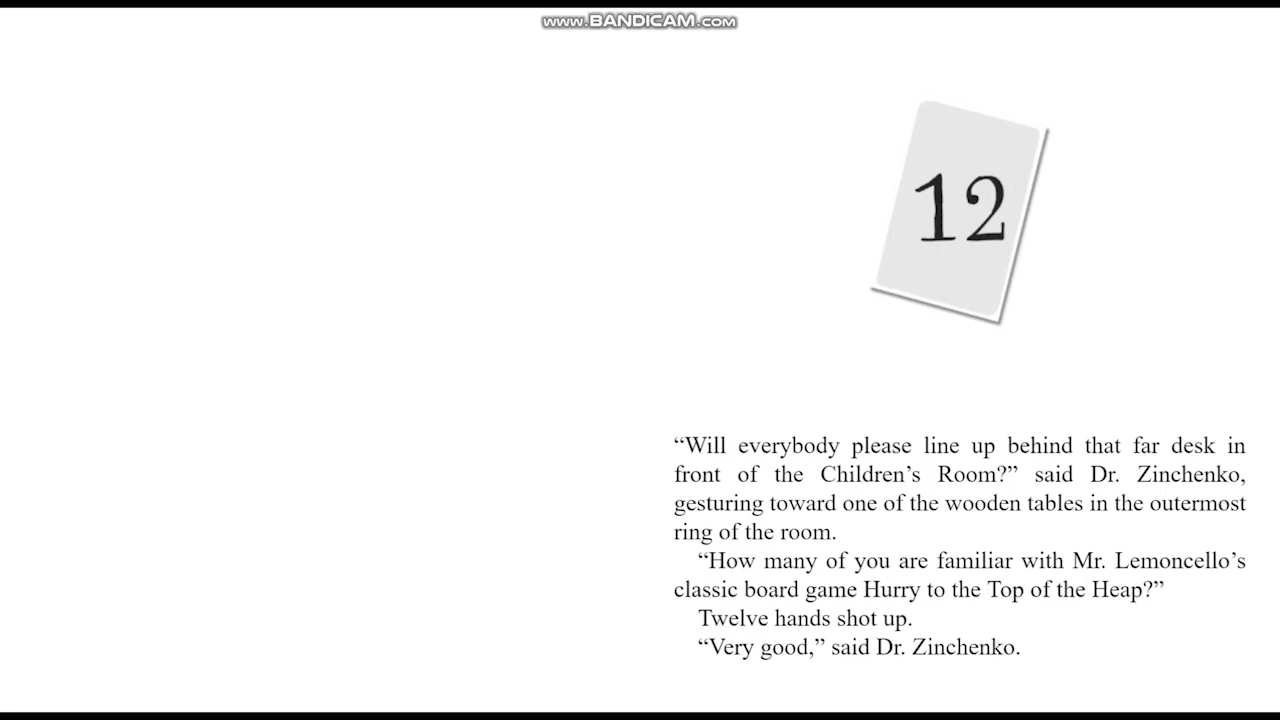 www.BANDICAM.com
12
“Will everybody please line up behind that far desk in
front of the Children’s Room?” said Dr. Zinchenko,
gesturing toward one of the wooden tables in the outermost
ring of the room.
“How many of you are familiar with Mr. Lemoncello’s
classic board game Hurry to the Top of the Heap?”
Twelve hands shot up.
“Very good,” said Dr. Zinchenko.